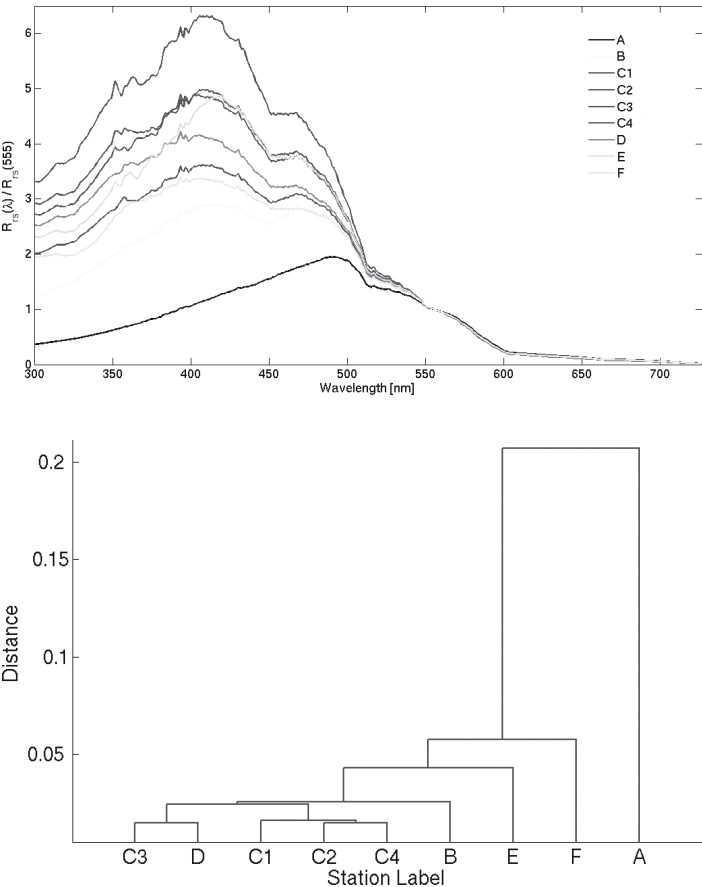 6
5
4
3
2
1
0
R_rs(λ) / R_rs(555)
A
B
C1
C2
C3
C4
D
E
F
300 350 400 450 500 550 600 650 700
Wavelength [nm]
0.2
0.15
0.1
0.05
Distance
C3 D C1 C2 C4 B E F A
Station Label